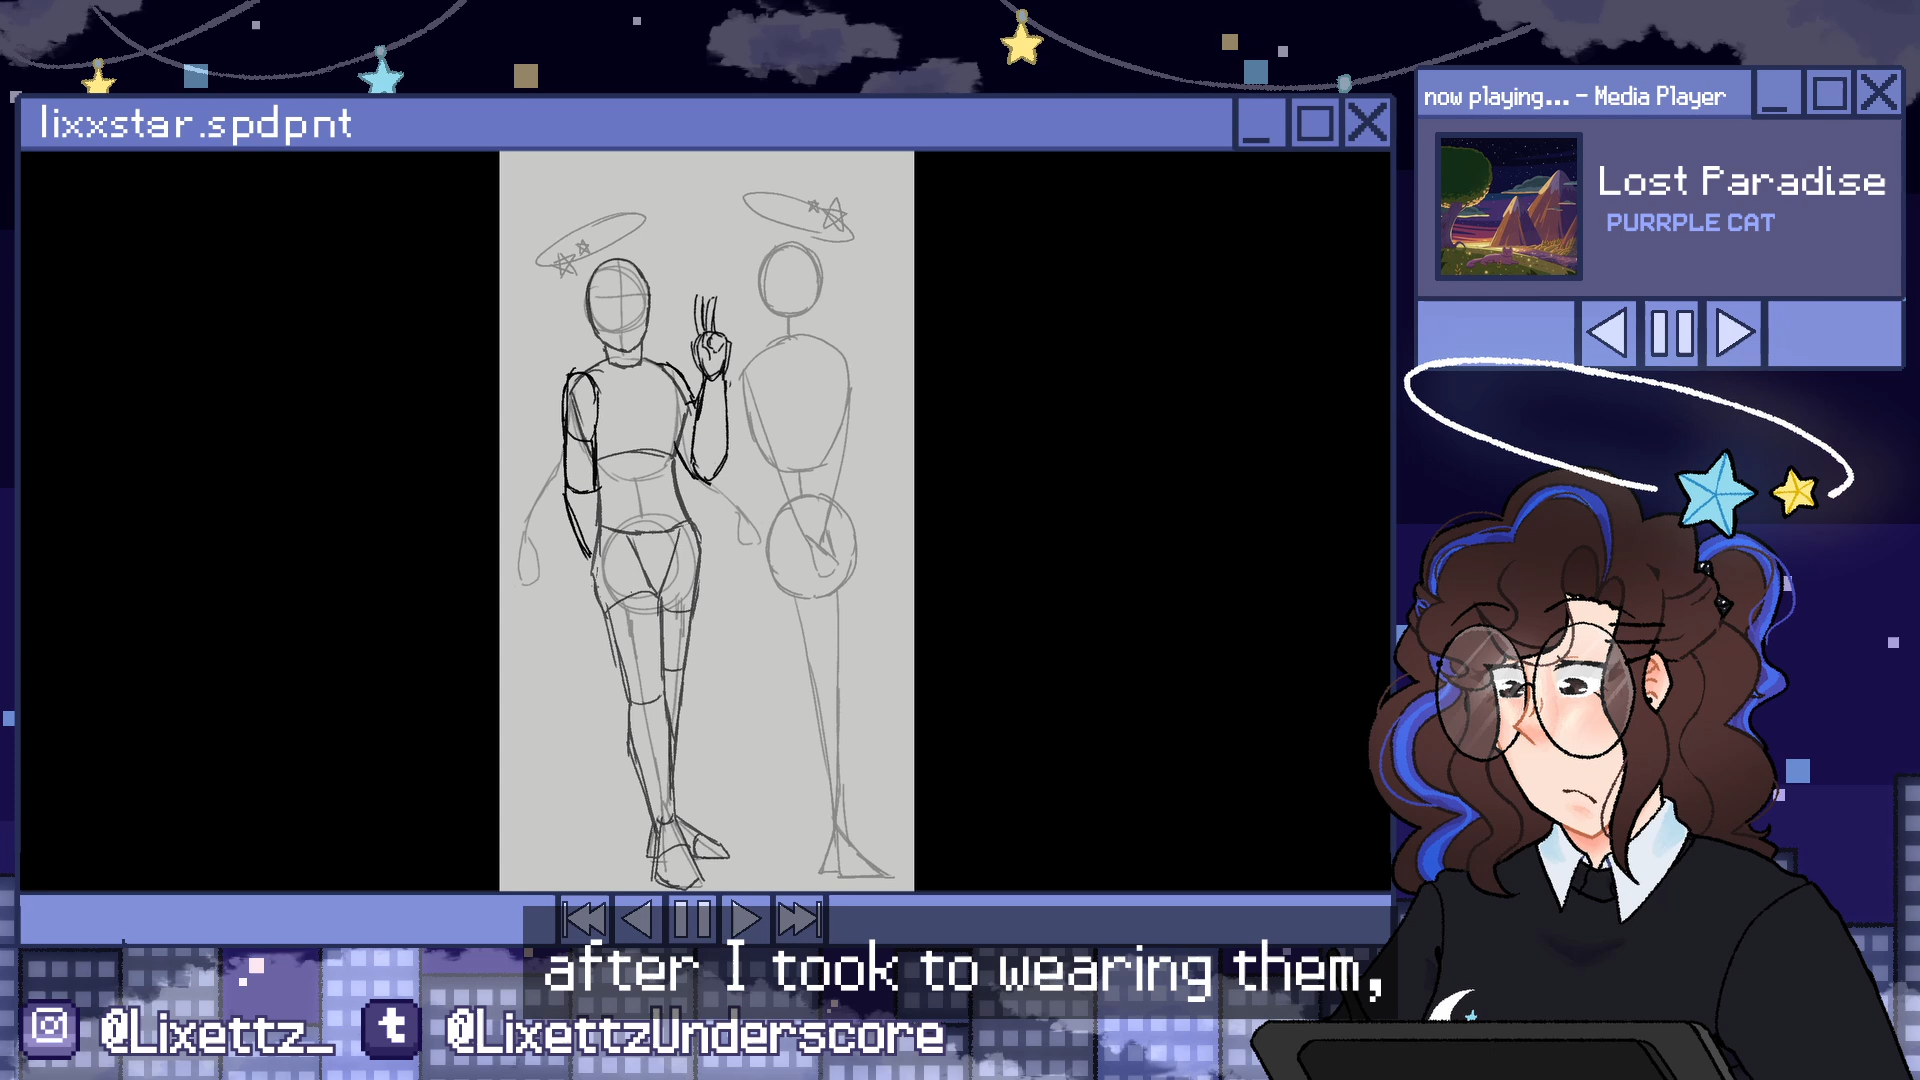 lixxstar.spdpnt
now playing... - Media Player
Lost Paradise
PURRPLE CAT
after I took to wearing them,
@Lixettz_
t @LixettzUnderscore